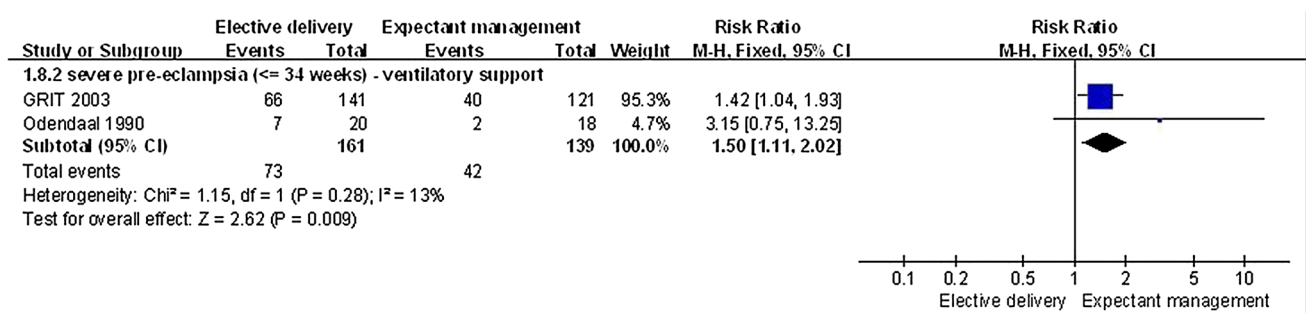 Elective delivery Expectant management Risk Ratio Risk Ratio
Study or Subgroup Events Total Events Total Weight M-H, Fixed, 95% CI M-H, Fixed, 95% CI
1.8.2 severe pre-eclampsia (<= 34 weeks) - ventilatory support
GRIT 2003 66 141 40 121 95.3% 1.42 [1.04, 1.93]
Odendaal 1990 7 20 2 18 4.7% 3.15 [0.75, 13.25]
Subtotal (95% CI) 161 139 100.0% 1.50 [1.11, 2.02]
Total events 73 42
Heterogeneity: Chi² = 1.15, df = 1 (P = 0.28); I² = 13%
Test for overall effect: Z = 2.62 (P = 0.009)
0.1 0.2 0.5 1 2 5 10
Elective delivery Expectant management